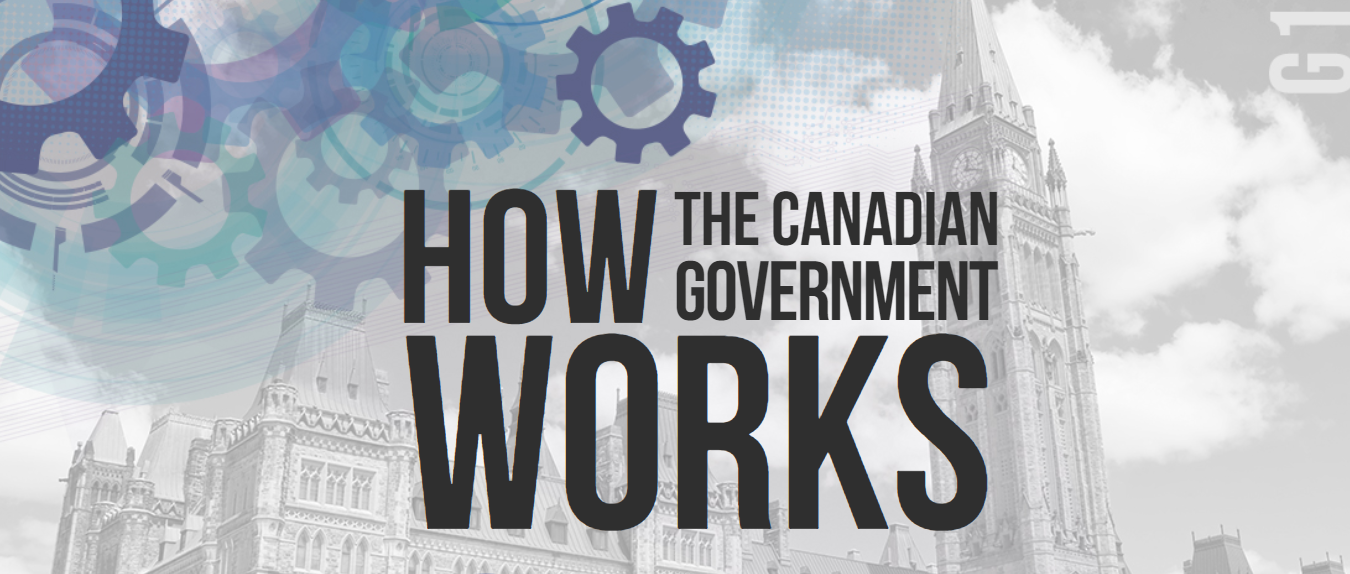 HOW THE CANADIAN
GOVERNMENT
WORKS
G1